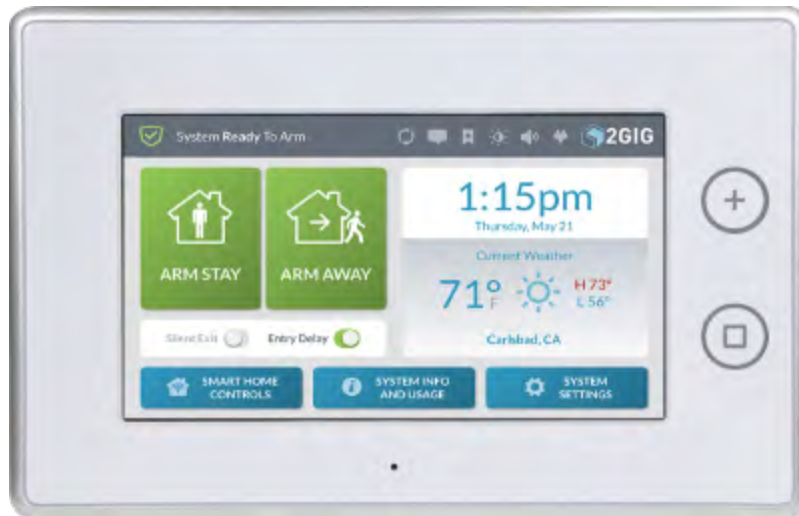 System Ready To Arm
2GIG
ARM STAY
ARM AWAY
1:15pm
Thursday, May 21
Current Weather
71°F
H 73°
L 56°
Silent Exit
Entry Delay
Carlsbad, CA
SMART HOME
CONTROLS
SYSTEM INFO
AND USAGE
SYSTEM
SETTINGS